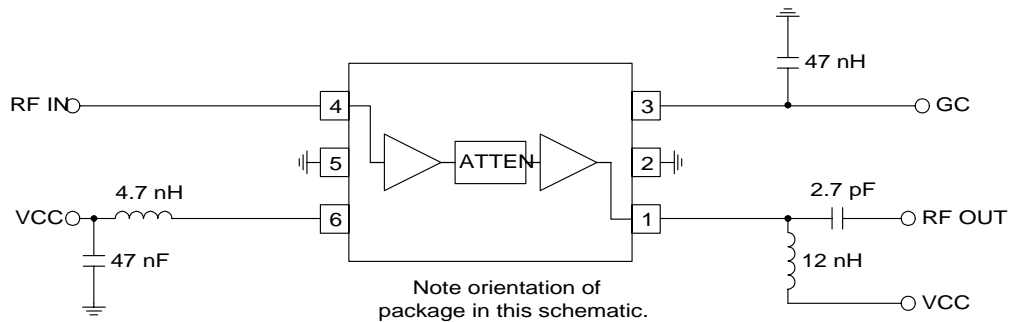 47 nH
RF IN
4
3
GC
5
ATTEN
2
4.7 nH
2.7 pF
VCC
6
1
RF OUT
47 nF
12 nH
Note orientation of
package in this schematic.
VCC